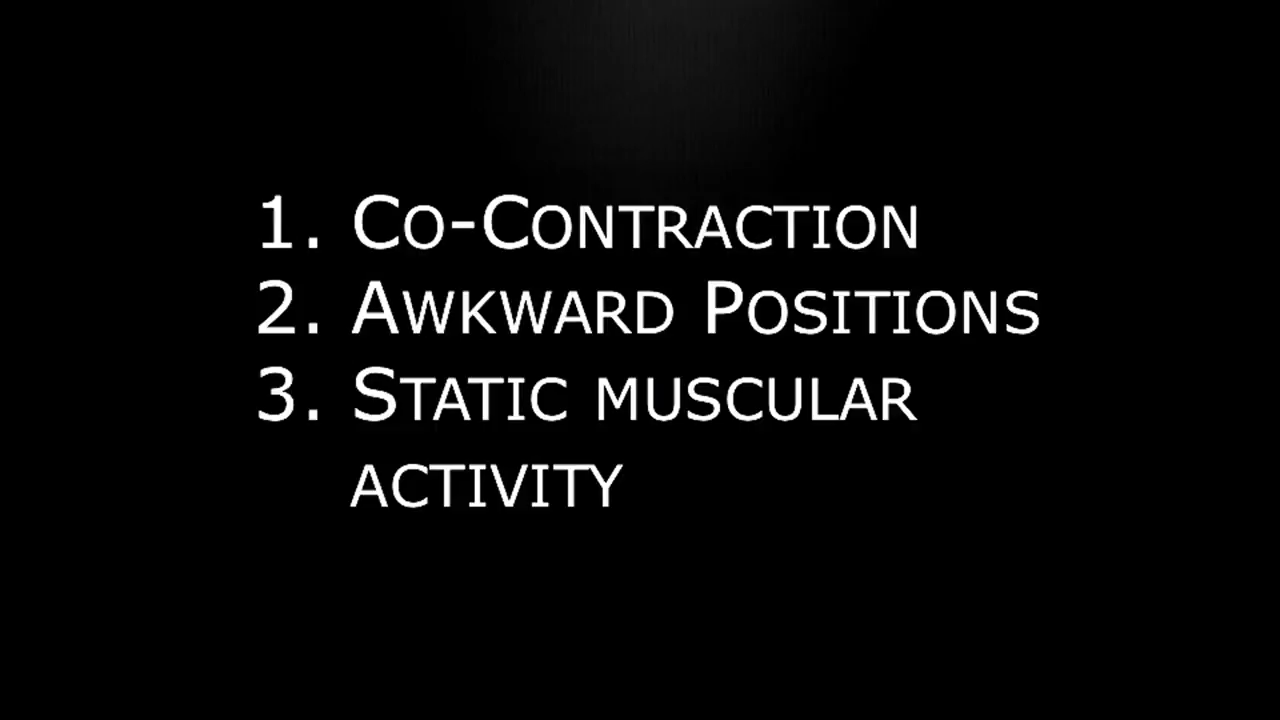 1. Co-Contraction
2. Awkward Positions
3. Static muscular
activity